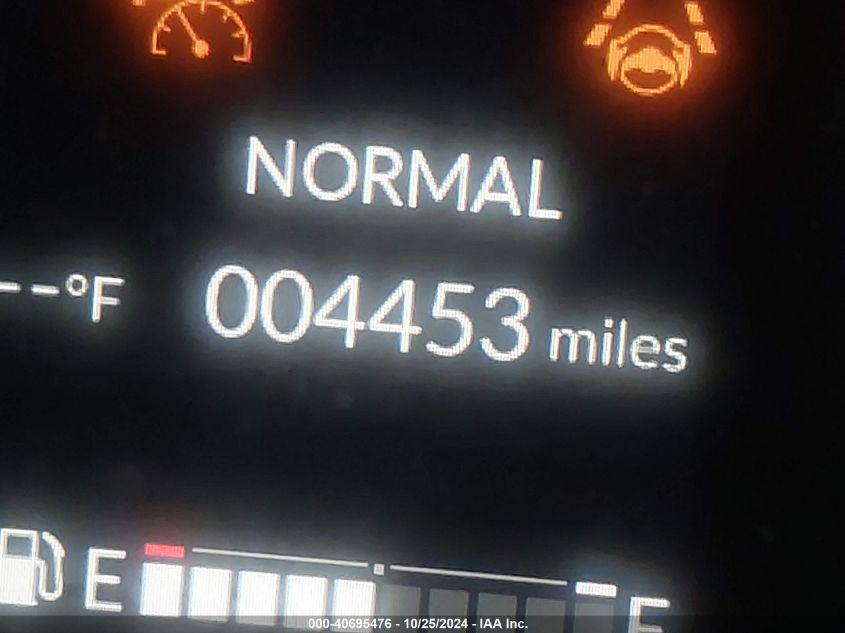 NORMAL
--°F 004453 miles
E F
000-40695476 - 10/25/2024 - IAA Inc.